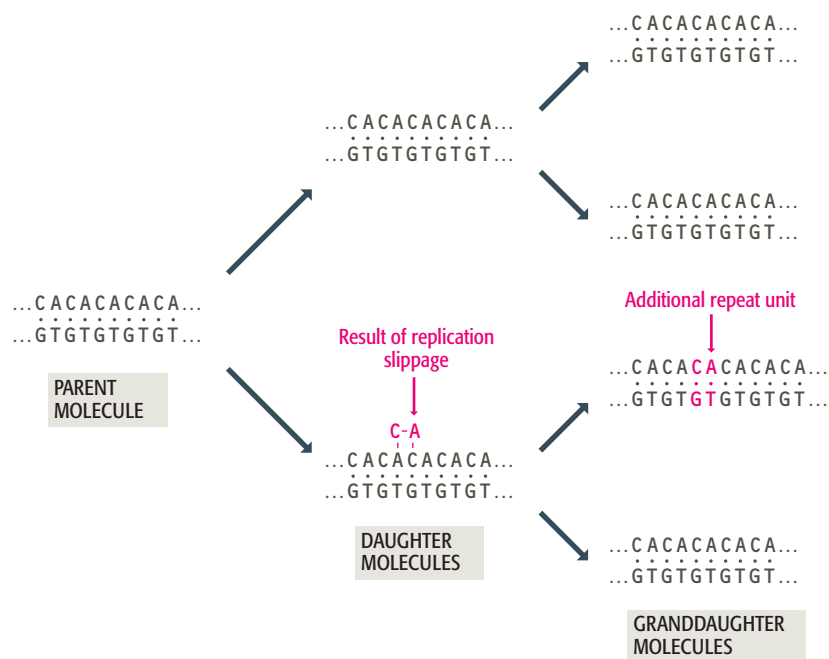 ...CACACACACA...
GTGTGTGTGT...
...CACACACACA...
...GTGTGTGTGT...
...CACACACACA...
...GTGTGTGTGT...
...CACACACACA...
...GTGTGTGTGT...
PARENT
MOLECULE
Result of replication
slippage
C-A
...CACACACACA...
...GTGTGTGTGT...
DAUGHTER
MOLECULES
Additional repeat unit
...CACACACACACA...
...GTGTGTGTGTGT...
...CACACACACA...
...GTGTGTGTGT...
GRANDDAUGHTER
MOLECULES